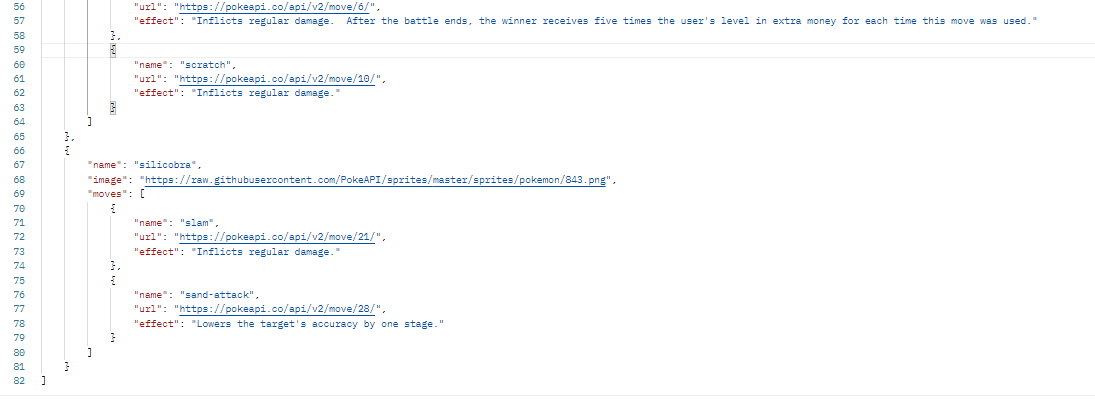 56 "url": "https://pokeapi.co/api/v2/move/6/",
57 "effect": "Inflicts regular damage.  After the battle ends, the winner receives five times the user's level in extra money for each time this move was used."
58 },
59 {
60 "name": "scratch",
61 "url": "https://pokeapi.co/api/v2/move/10/",
62 "effect": "Inflicts regular damage."
63 }
64 ]
65 },
66 {
67 "name": "silicobra",
68 "image": "https://raw.githubusercontent.com/PokeAPI/sprites/master/sprites/pokemon/843.png",
69 "moves": [
70 {
71 "name": "slam",
72 "url": "https://pokeapi.co/api/v2/move/21/",
73 "effect": "Inflicts regular damage."
74 },
75 {
76 "name": "sand-attack",
77 "url": "https://pokeapi.co/api/v2/move/28/",
78 "effect": "Lowers the target's accuracy by one stage."
79 }
80 ]
81 }
82 ]